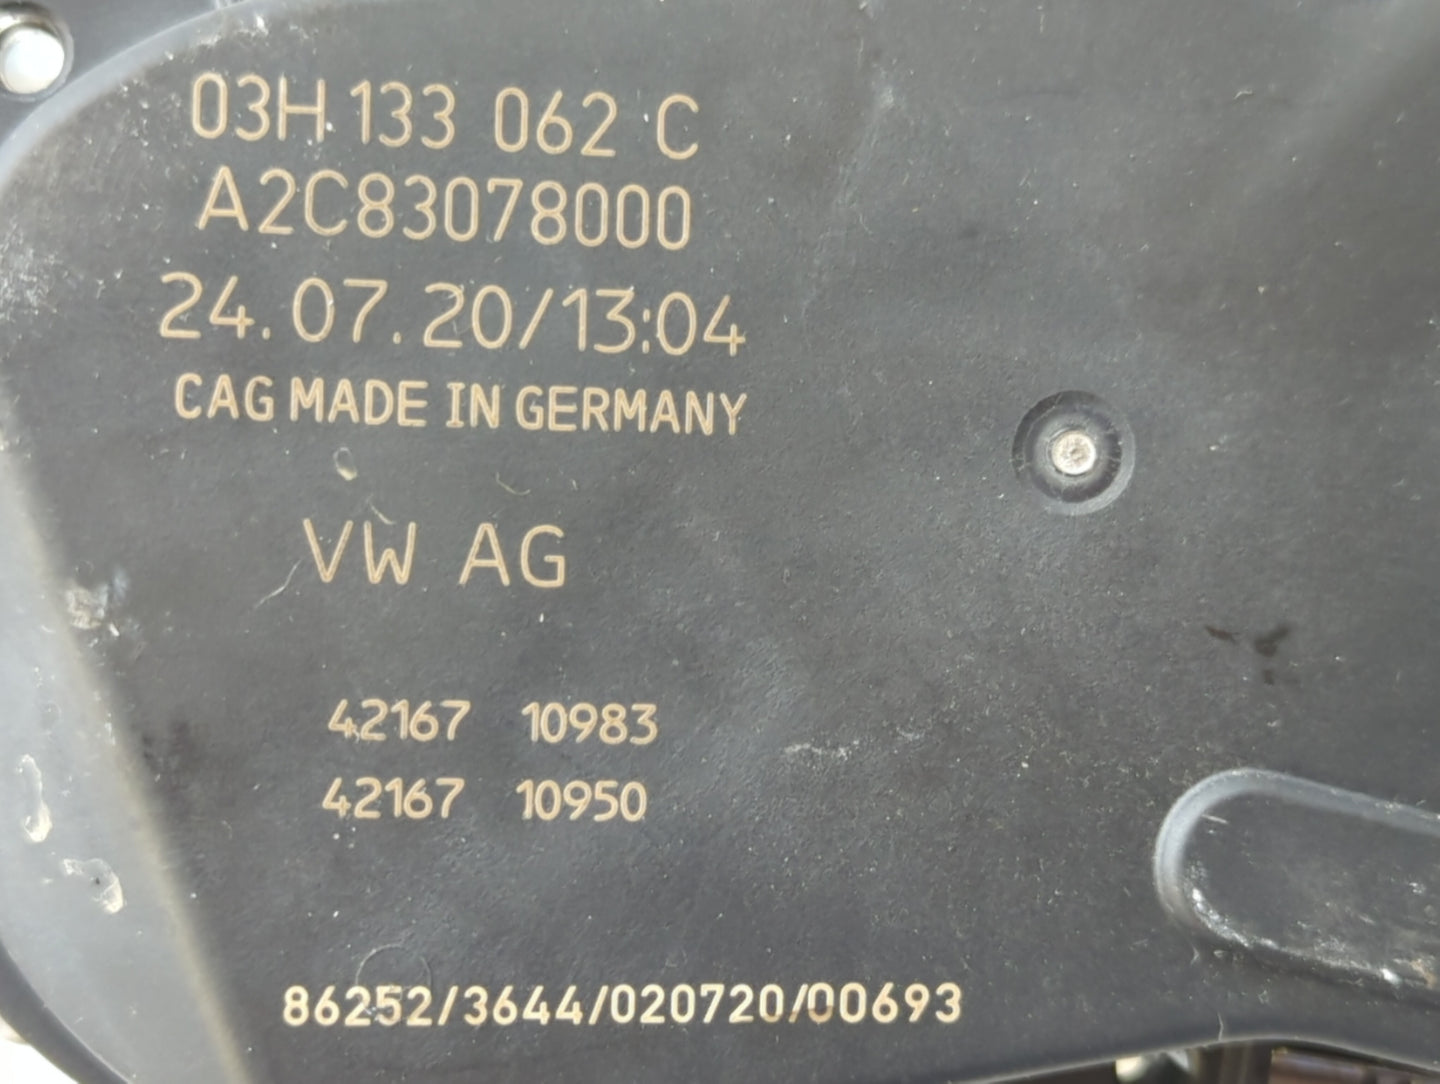 03H 133 062 C
A2C83078000
24.07.20/13:04
CAG MADE IN GERMANY
VW AG
42167 10983
42167 10950
86252/3644/020720/00693